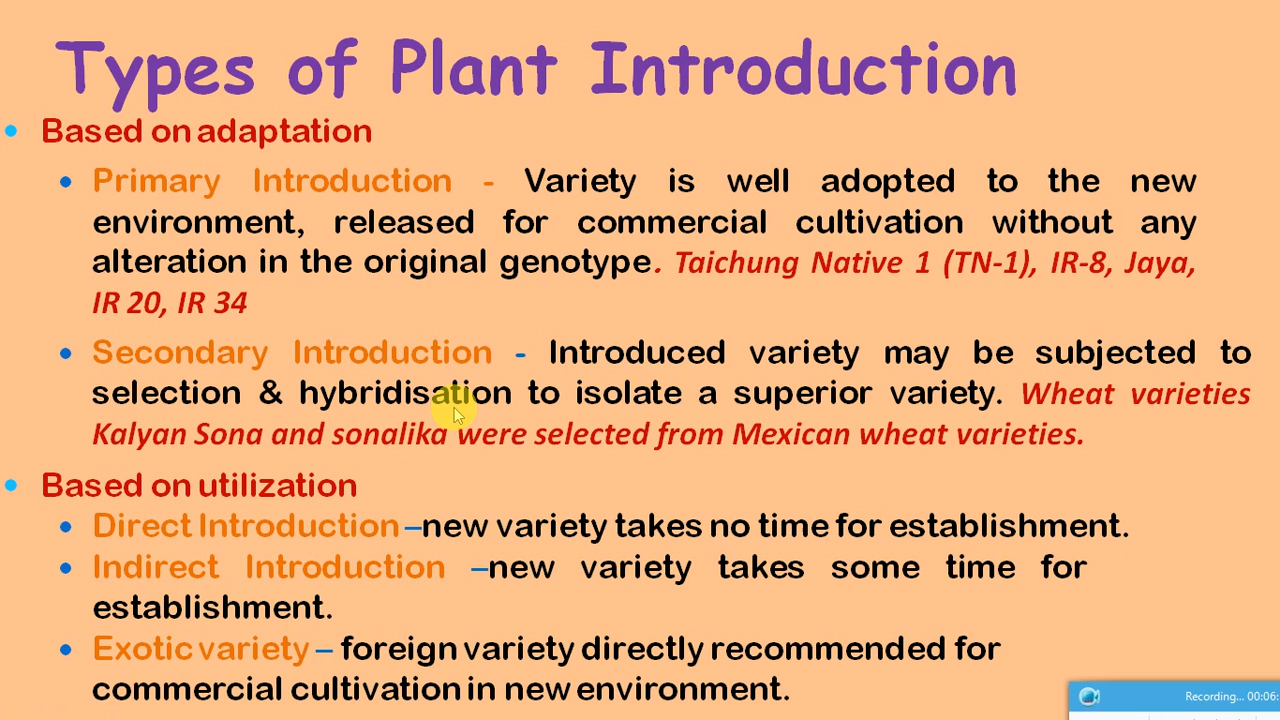 Types of Plant Introduction
• Based on adaptation
• Primary Introduction - Variety is well adopted to the new
environment, released for commercial cultivation without any
alteration in the original genotype. Taichung Native 1 (TN-1), IR-8, Jaya,
IR 20, IR 34
• Secondary Introduction - Introduced variety may be subjected to
selection & hybridisation to isolate a superior variety. Wheat varieties
Kalyan Sona and sonalika were selected from Mexican wheat varieties.
• Based on utilization
• Direct Introduction –new variety takes no time for establishment.
• Indirect Introduction –new variety takes some time for
establishment.
• Exotic variety – foreign variety directly recommended for
commercial cultivation in new environment.
Recording... 00:06: